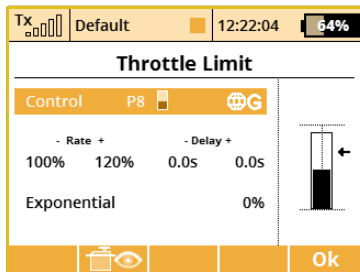 Tx Default 12:22:04 64%
Throttle Limit
Control P8 G
- Rate + - Delay +
100% 120% 0.0s 0.0s
Exponential 0%
Ok